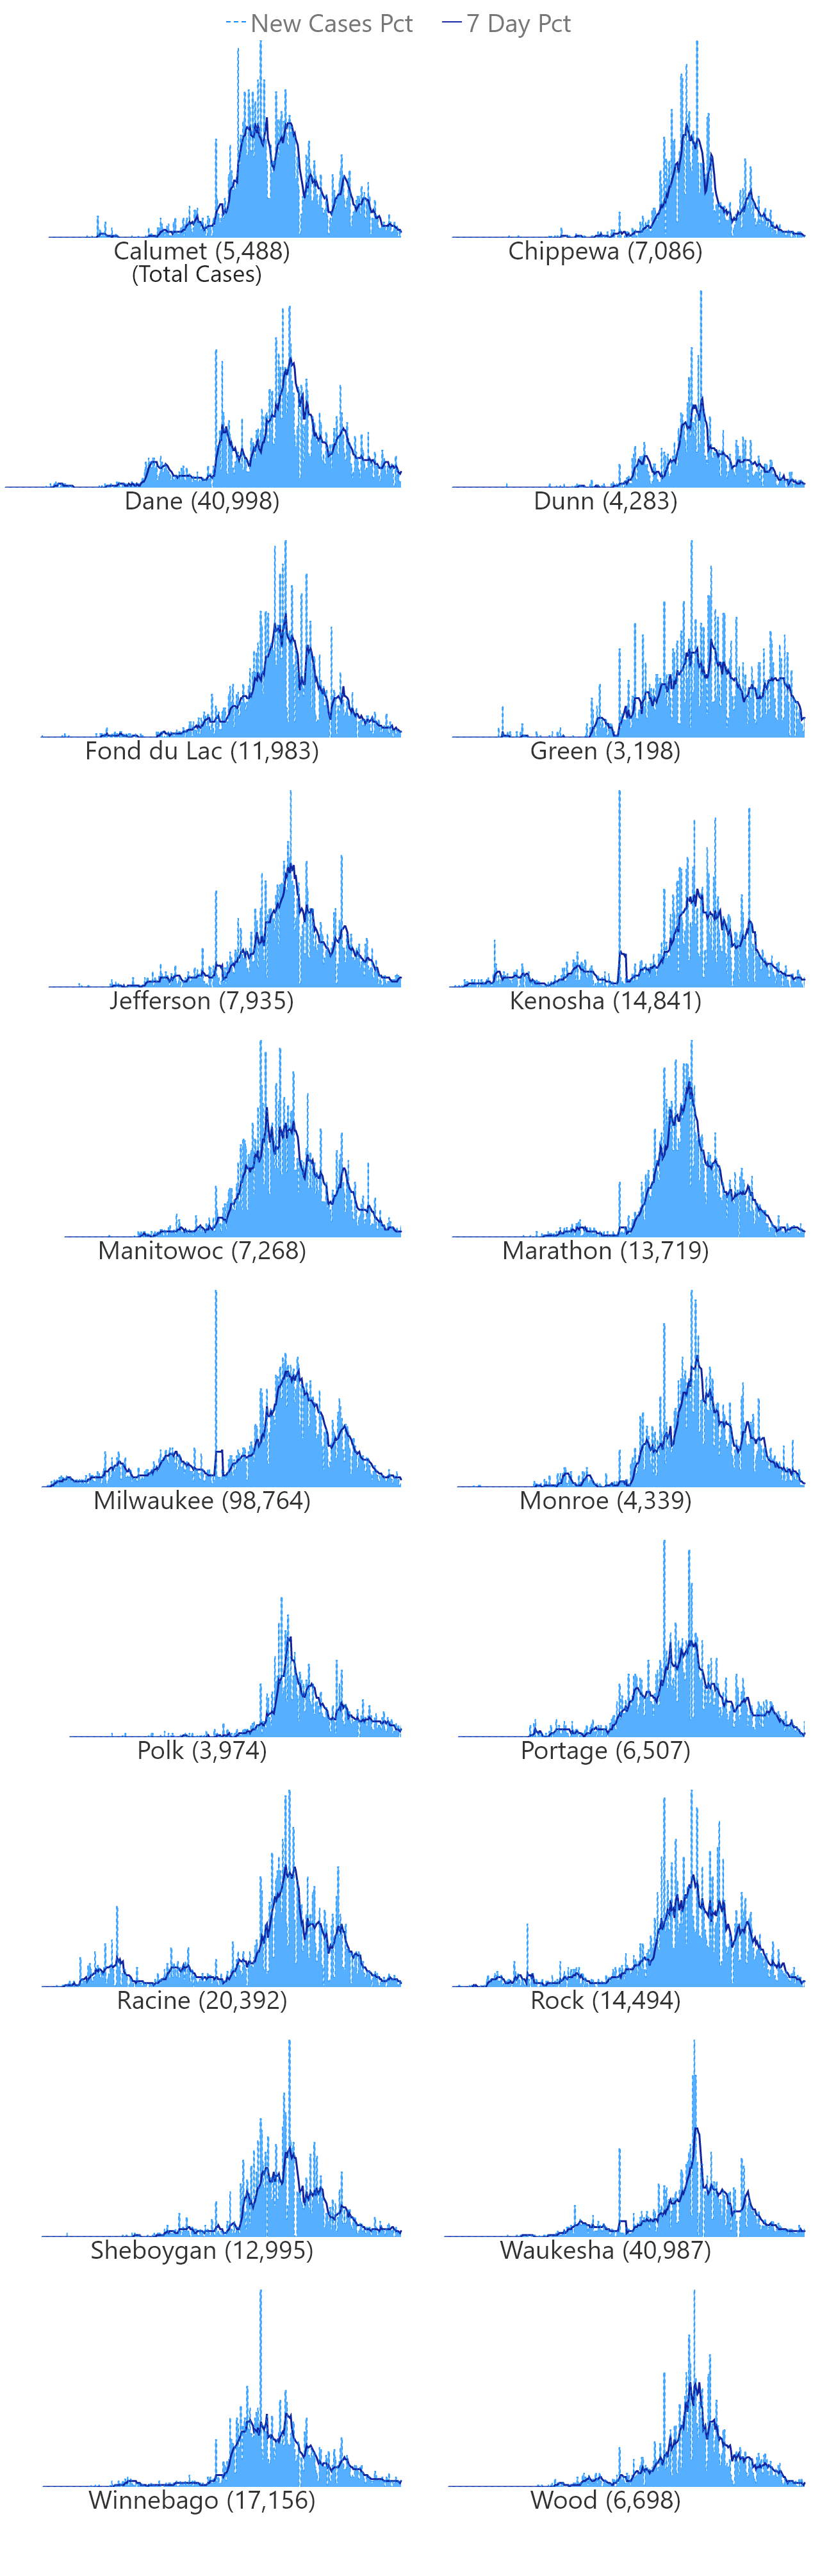 New Cases Pct 7 Day Pct
Calumet (5,488) Chippewa (7,086)
(Total Cases)
Dane (40,998) Dunn (4,283)
Fond du Lac (11,983) Green (3,198)
Jefferson (7,935) Kenosha (14,841)
Manitowoc (7,268) Marathon (13,719)
Milwaukee (98,764) Monroe (4,339)
Polk (3,974) Portage (6,507)
Racine (20,392) Rock (14,494)
Sheboygan (12,995) Waukesha (40,987)
Winnebago (17,156) Wood (6,698)